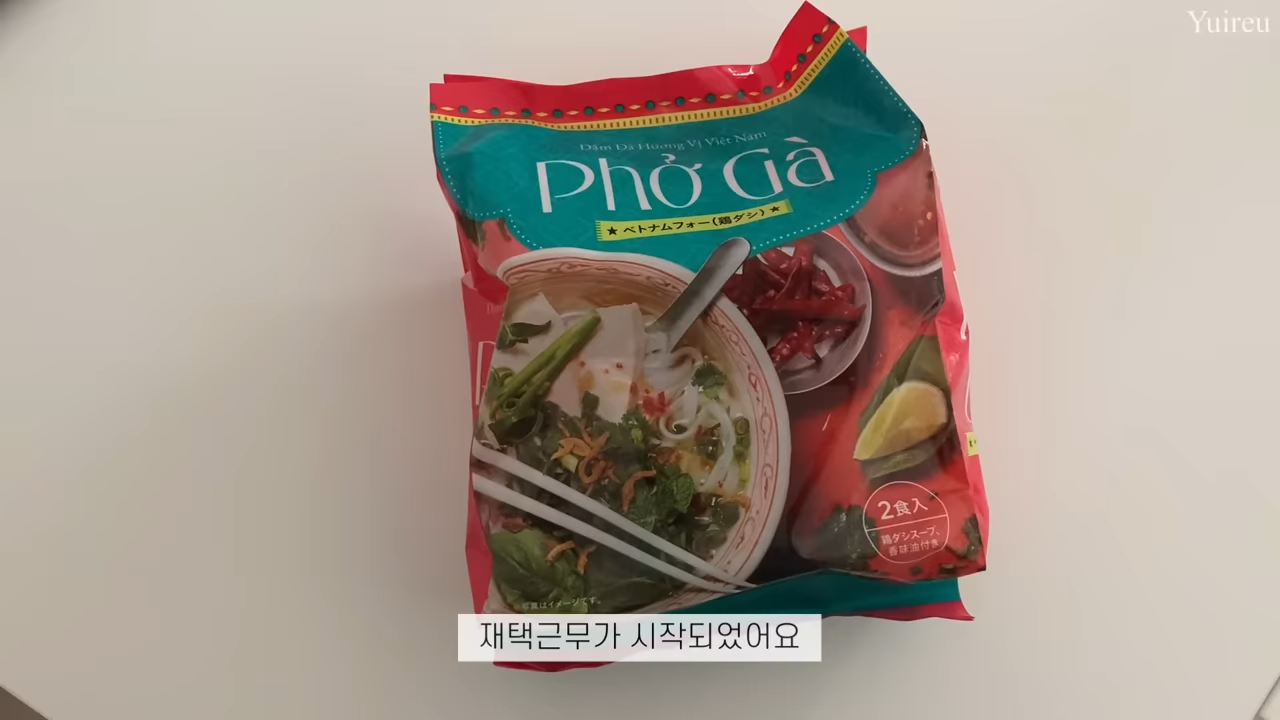 Yuireu
Đậm Đà Hương Vị Việt Nam
Phở Gà
★ ベトナムフォー(鶏ダシ) ★
2食入
鶏ダシスープ、
香味油付き
写真はイメージです。
재택근무가 시작되었어요